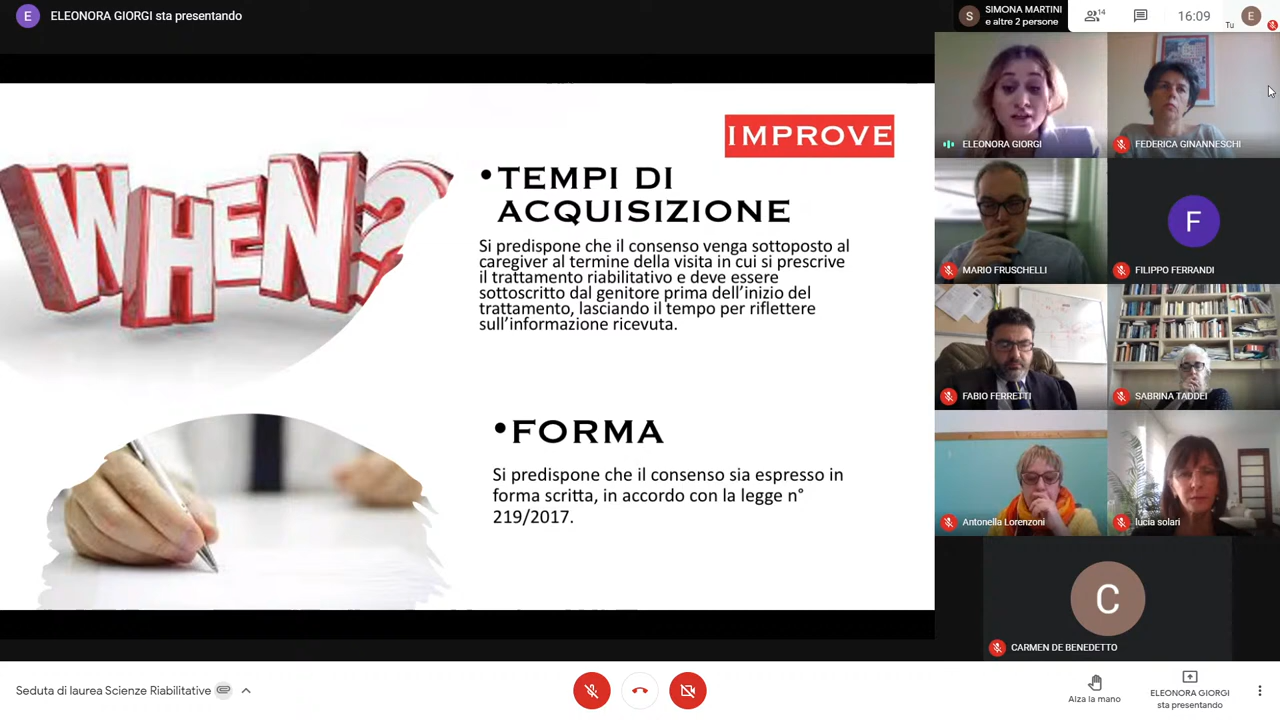 E ELEONORA GIORGI sta presentando
S SIMONA MARTINI
e altre 2 persone
14
16:09
Tu
E
IMPROVE
WHEN?
•TEMPI DI
ACQUISIZIONE
Si predispone che il consenso venga sottoposto al
caregiver al termine della visita in cui si prescrive
il trattamento riabilitativo e deve essere
sottoscritto dal genitore prima dell'inizio del
trattamento, lasciando il tempo per riflettere
sull'informazione ricevuta.
•FORMA
Si predispone che il consenso sia espresso in
forma scritta, in accordo con la legge n°
219/2017.
ELEONORA GIORGI
FEDERICA GINANNESCHI
MARIO FRUSCHELLI
F
FILIPPO FERRANDI
FABIO FERRETTI
SABRINA TADDEI
Antonella Lorenzoni
lucia solari
C
CARMEN DE BENEDETTO
Seduta di laurea Scienze Riabilitative
Alza la mano
ELEONORA GIORGI
sta presentando